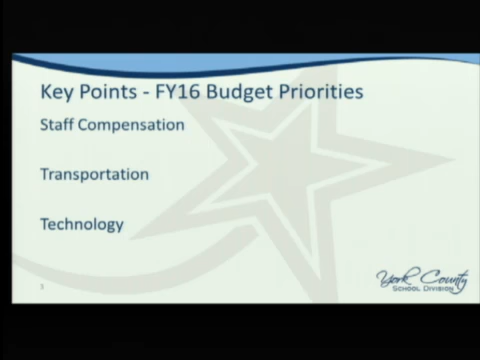 Key Points - FY16 Budget Priorities
Staff Compensation
Transportation
Technology
3
York County
SCHOOL DIVISION